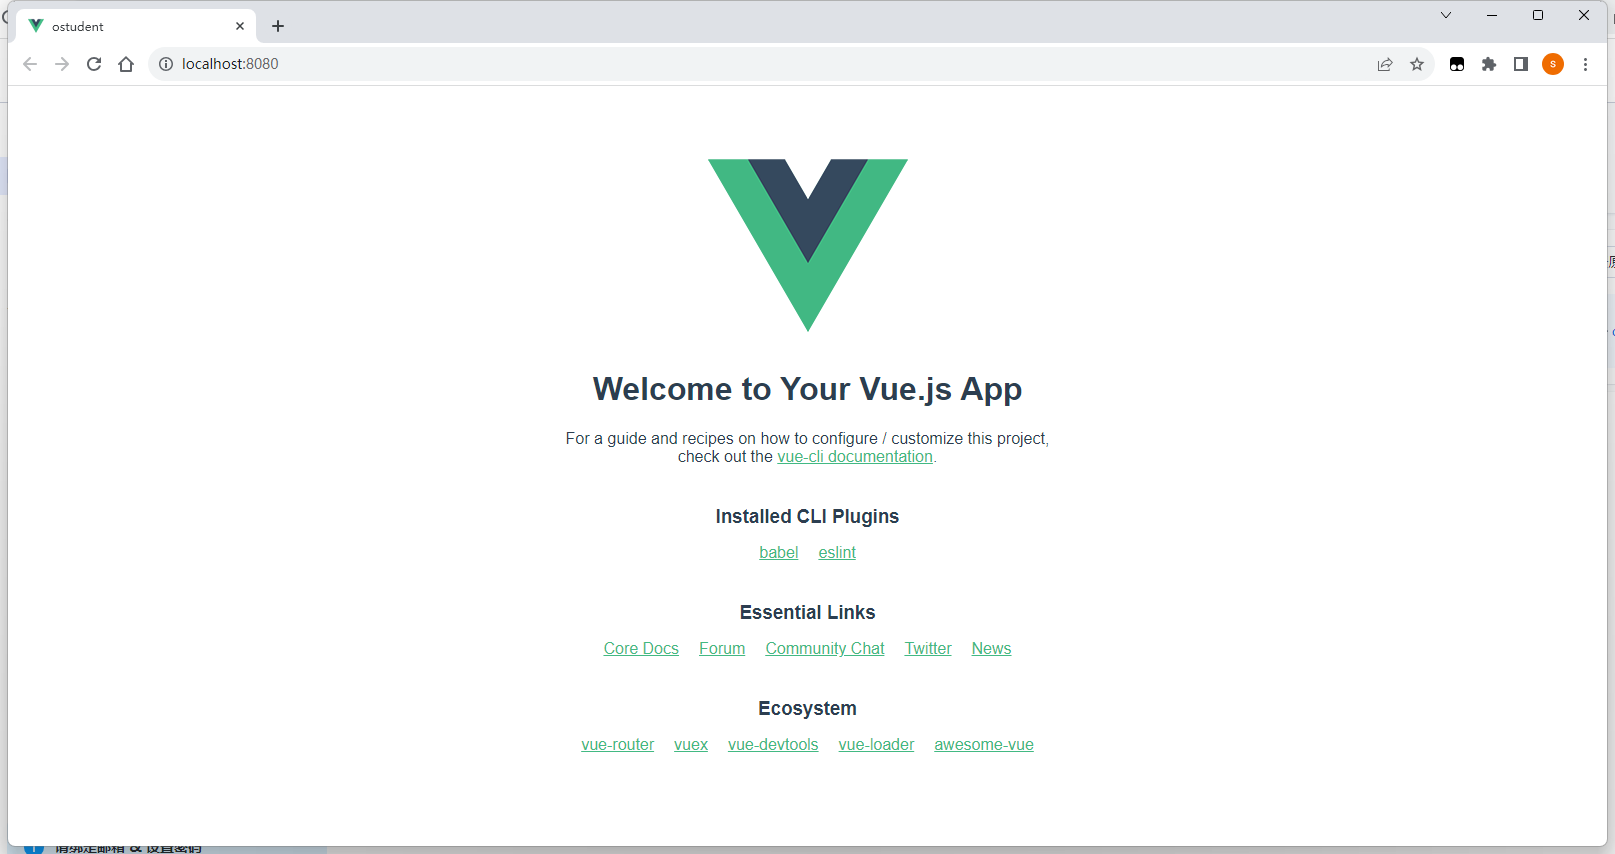 ostudent
localhost:8080
S
Welcome to Your Vue.js App
For a guide and recipes on how to configure / customize this project,
check out the vue-cli documentation.
Installed CLI Plugins
babel eslint
Essential Links
Core Docs Forum Community Chat Twitter News
Ecosystem
vue-router vuex vue-devtools vue-loader awesome-vue